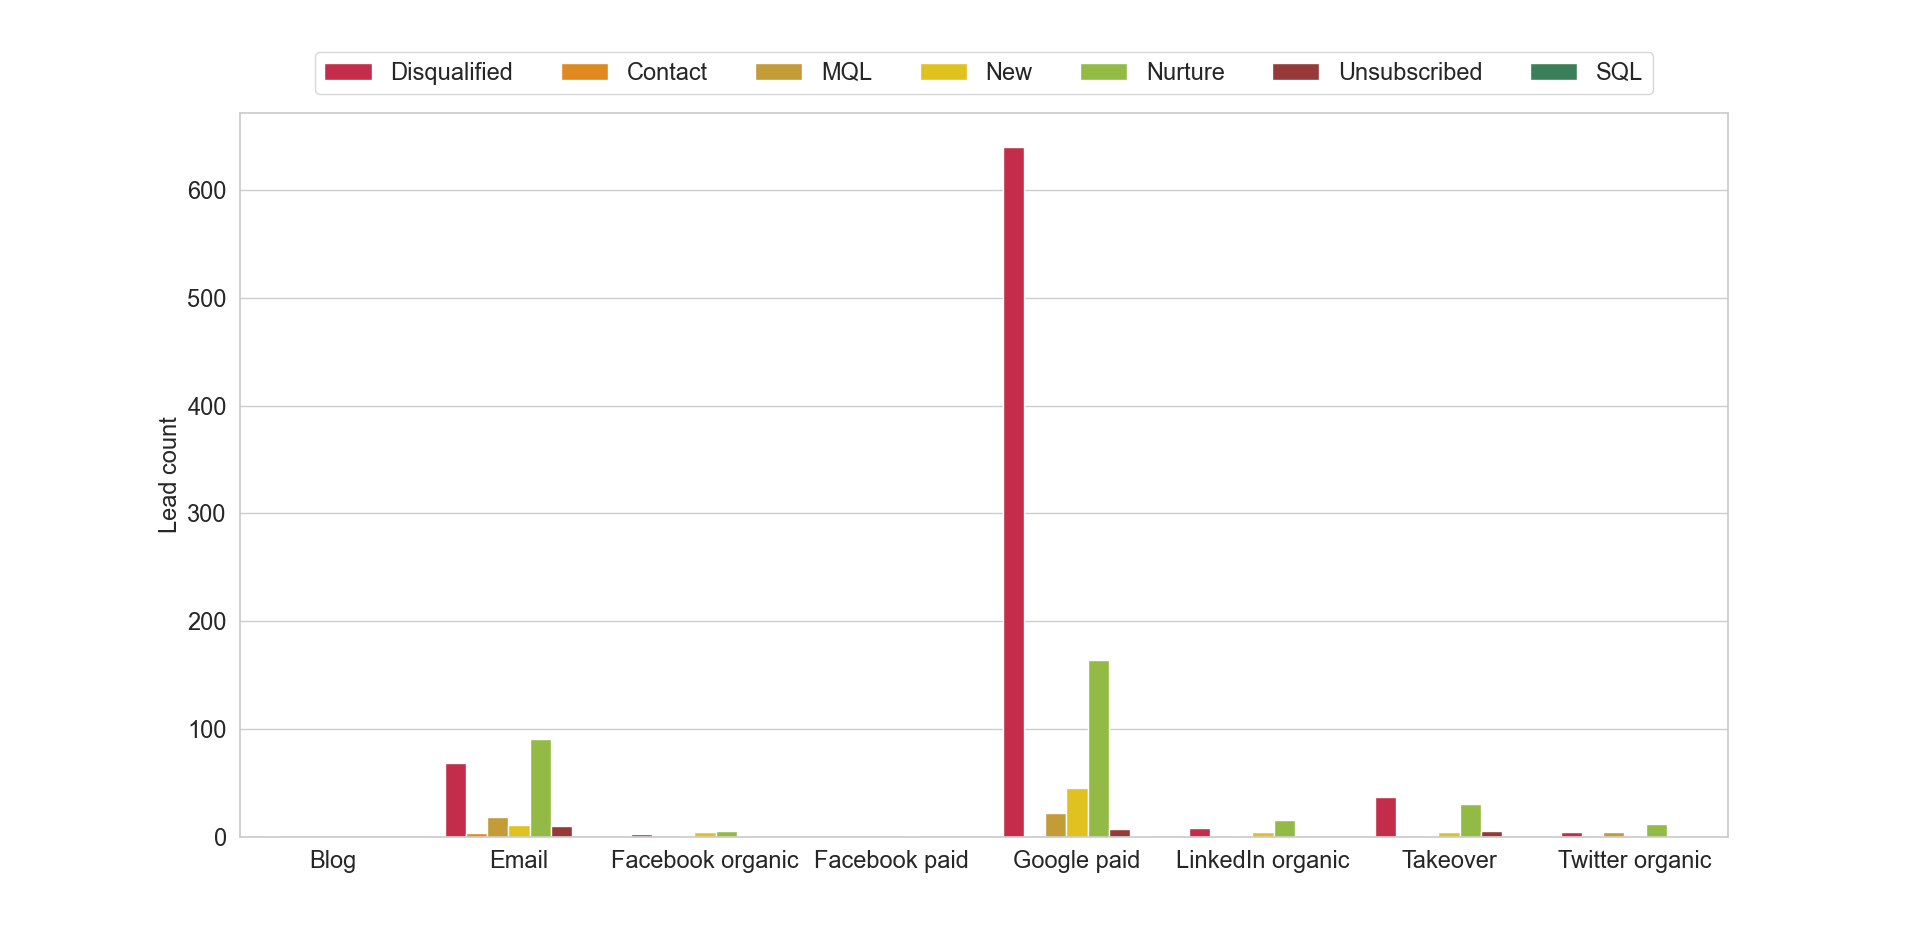 Disqualified Contact MQL New Nurture Unsubscribed SQL
Lead count
600
500
400
300
200
100
0
Blog Email Facebook organic Facebook paid Google paid LinkedIn organic Takeover Twitter organic